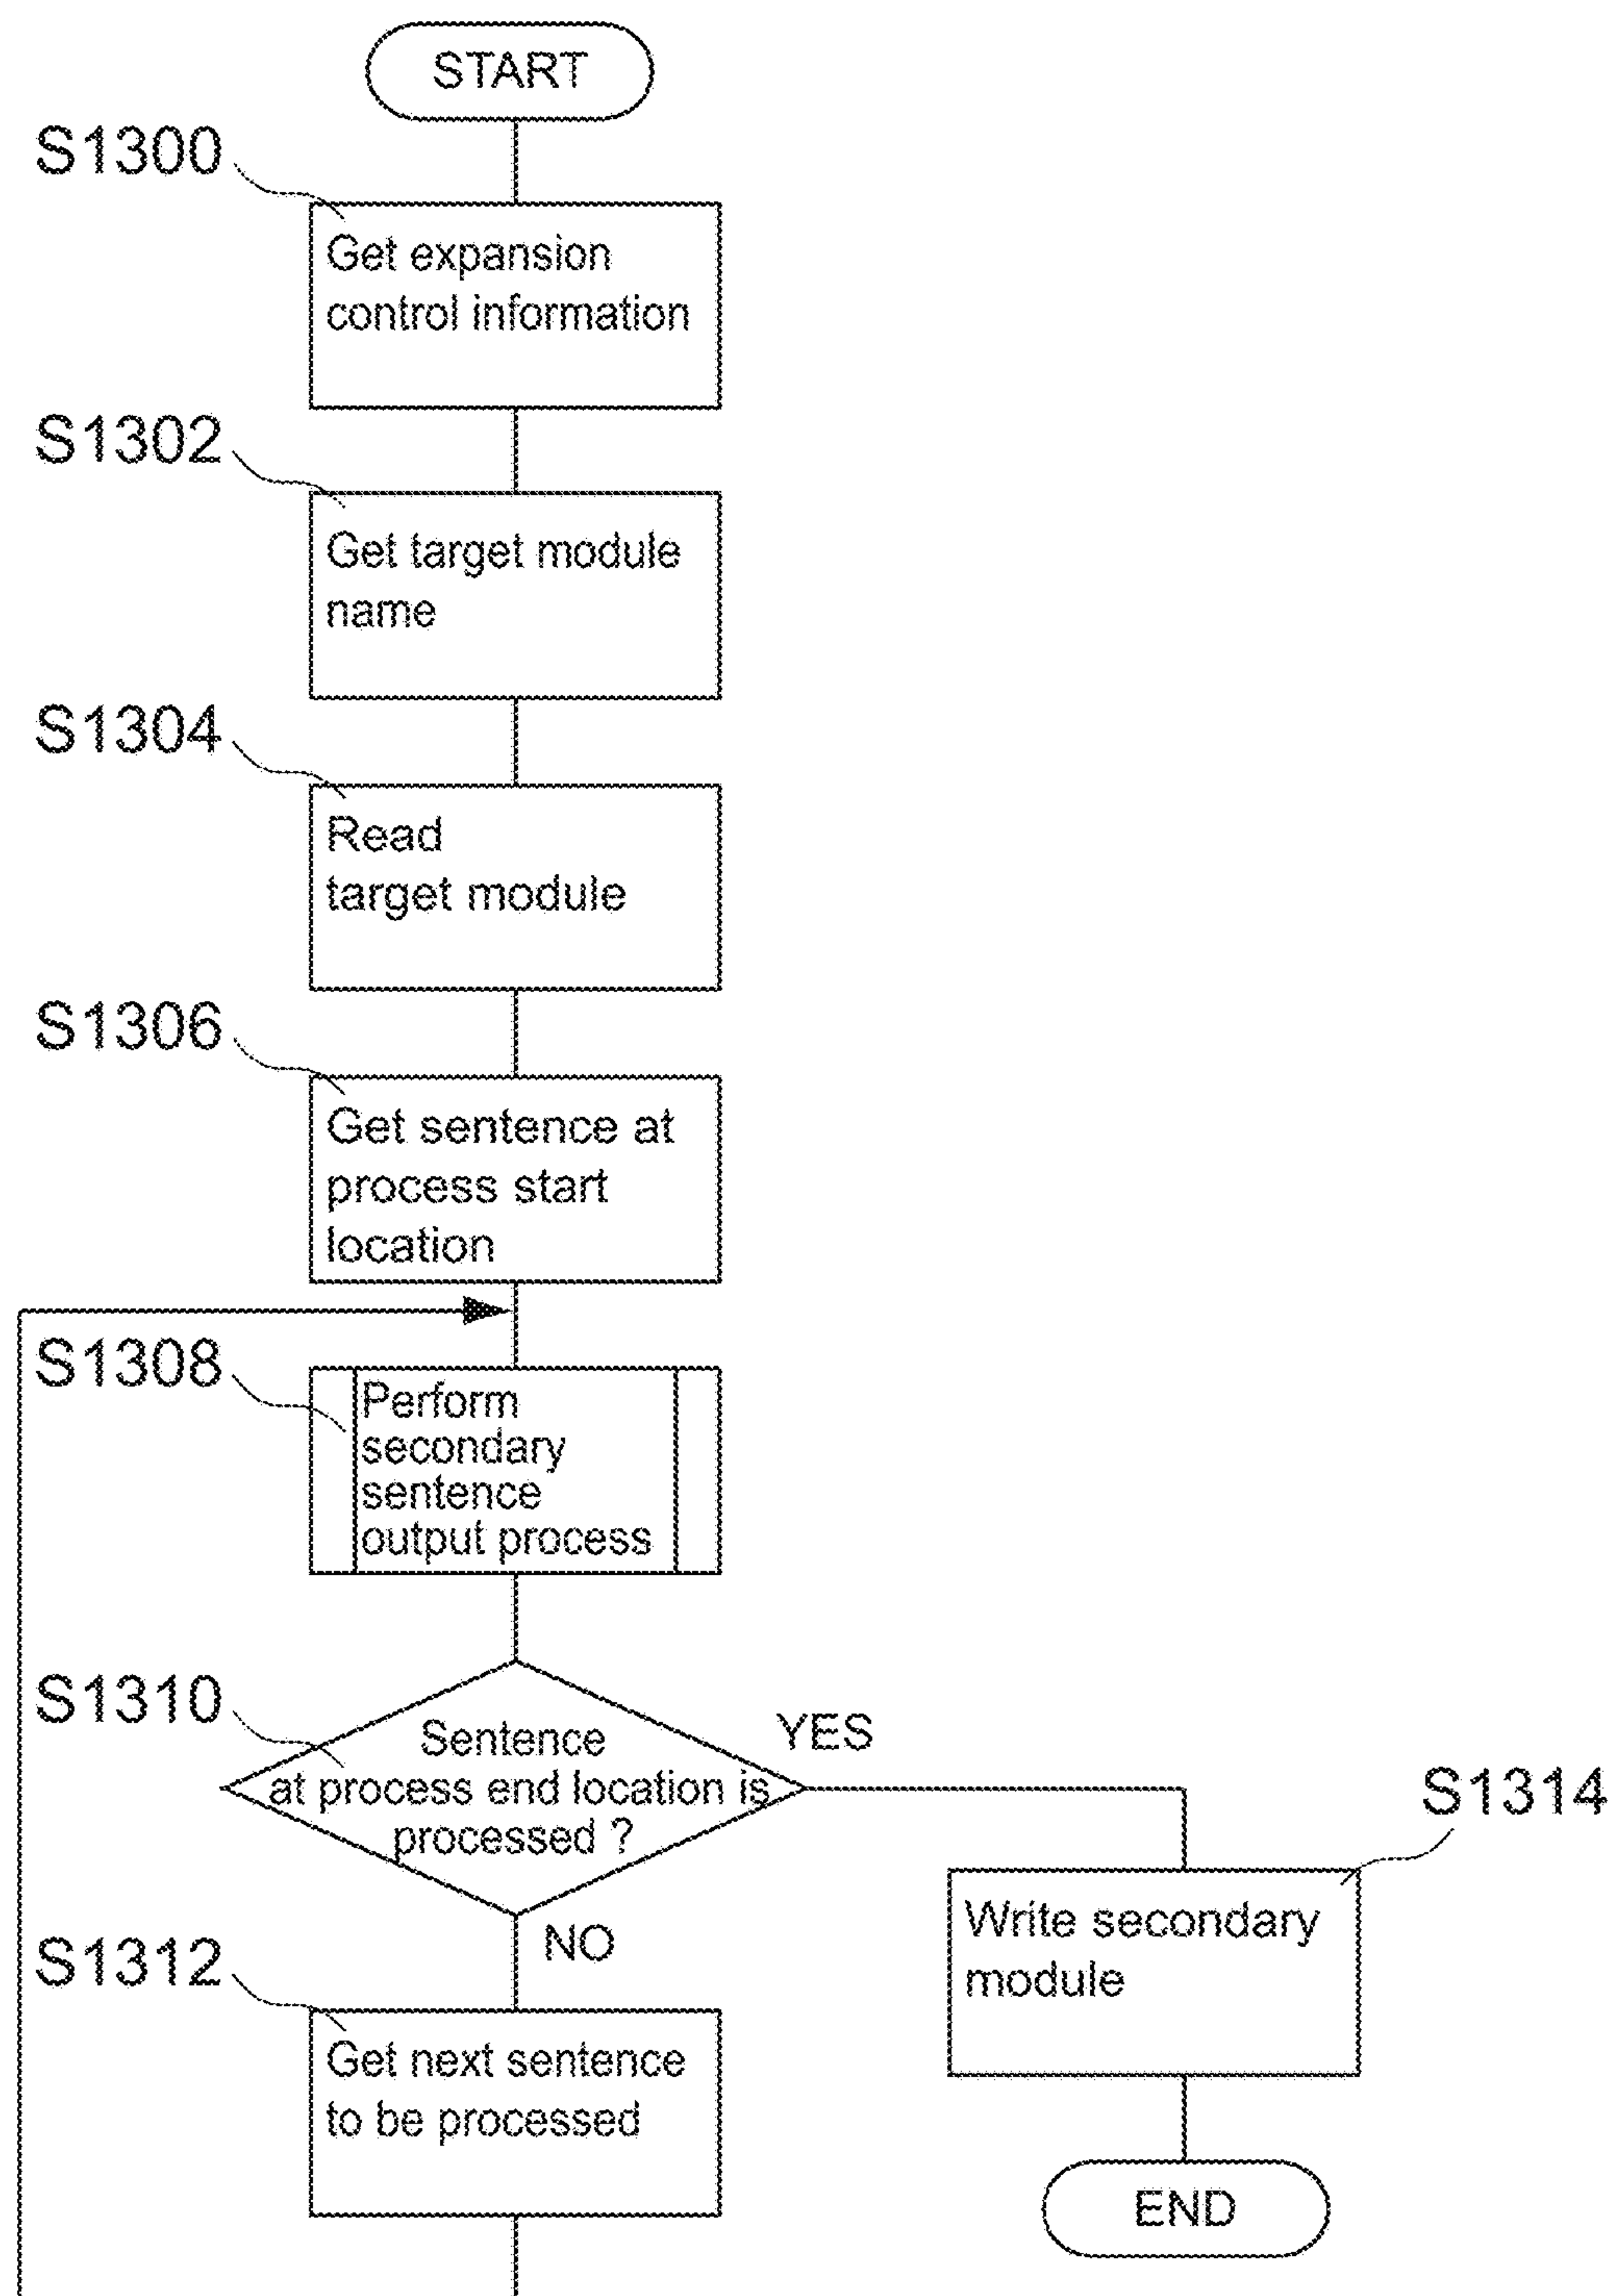 START
S1300
Get expansion
control information
S1302
Get target module
name
S1304
Read
target module
S1306
Get sentence at
process start
location
S1308
Perform
secondary
sentence
output process
S1310
Sentence
at process end location is
processed ?
YES
NO
S1312
Get next sentence
to be processed
S1314
Write secondary
module
END